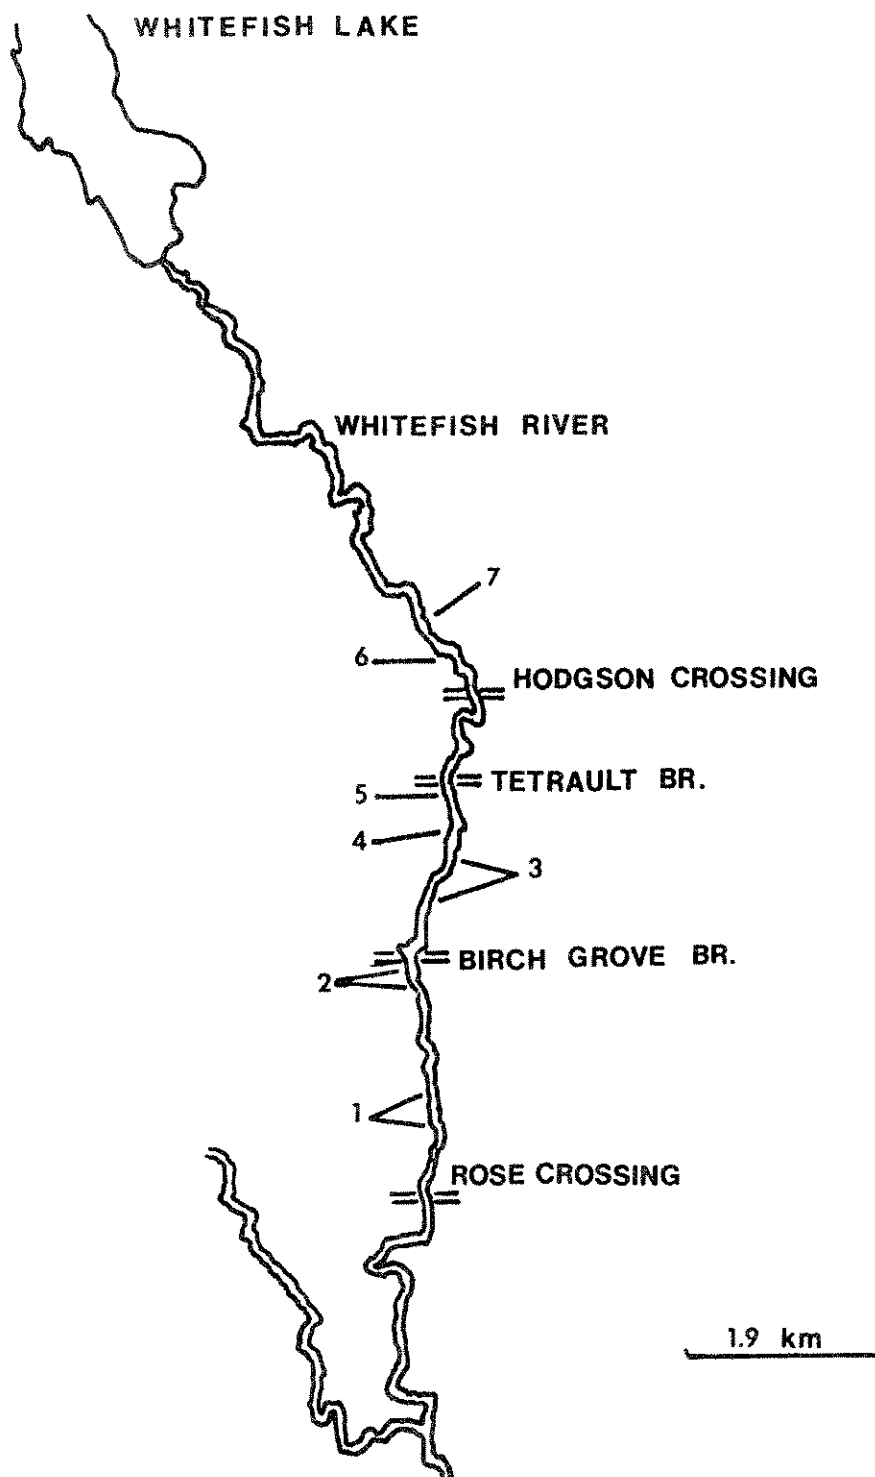 WHITEFISH LAKE
WHITEFISH RIVER
7
6
HODGSON CROSSING
TETRAULT BR.
5
4
3
BIRCH GROVE BR.
2
1
ROSE CROSSING
1.9 km